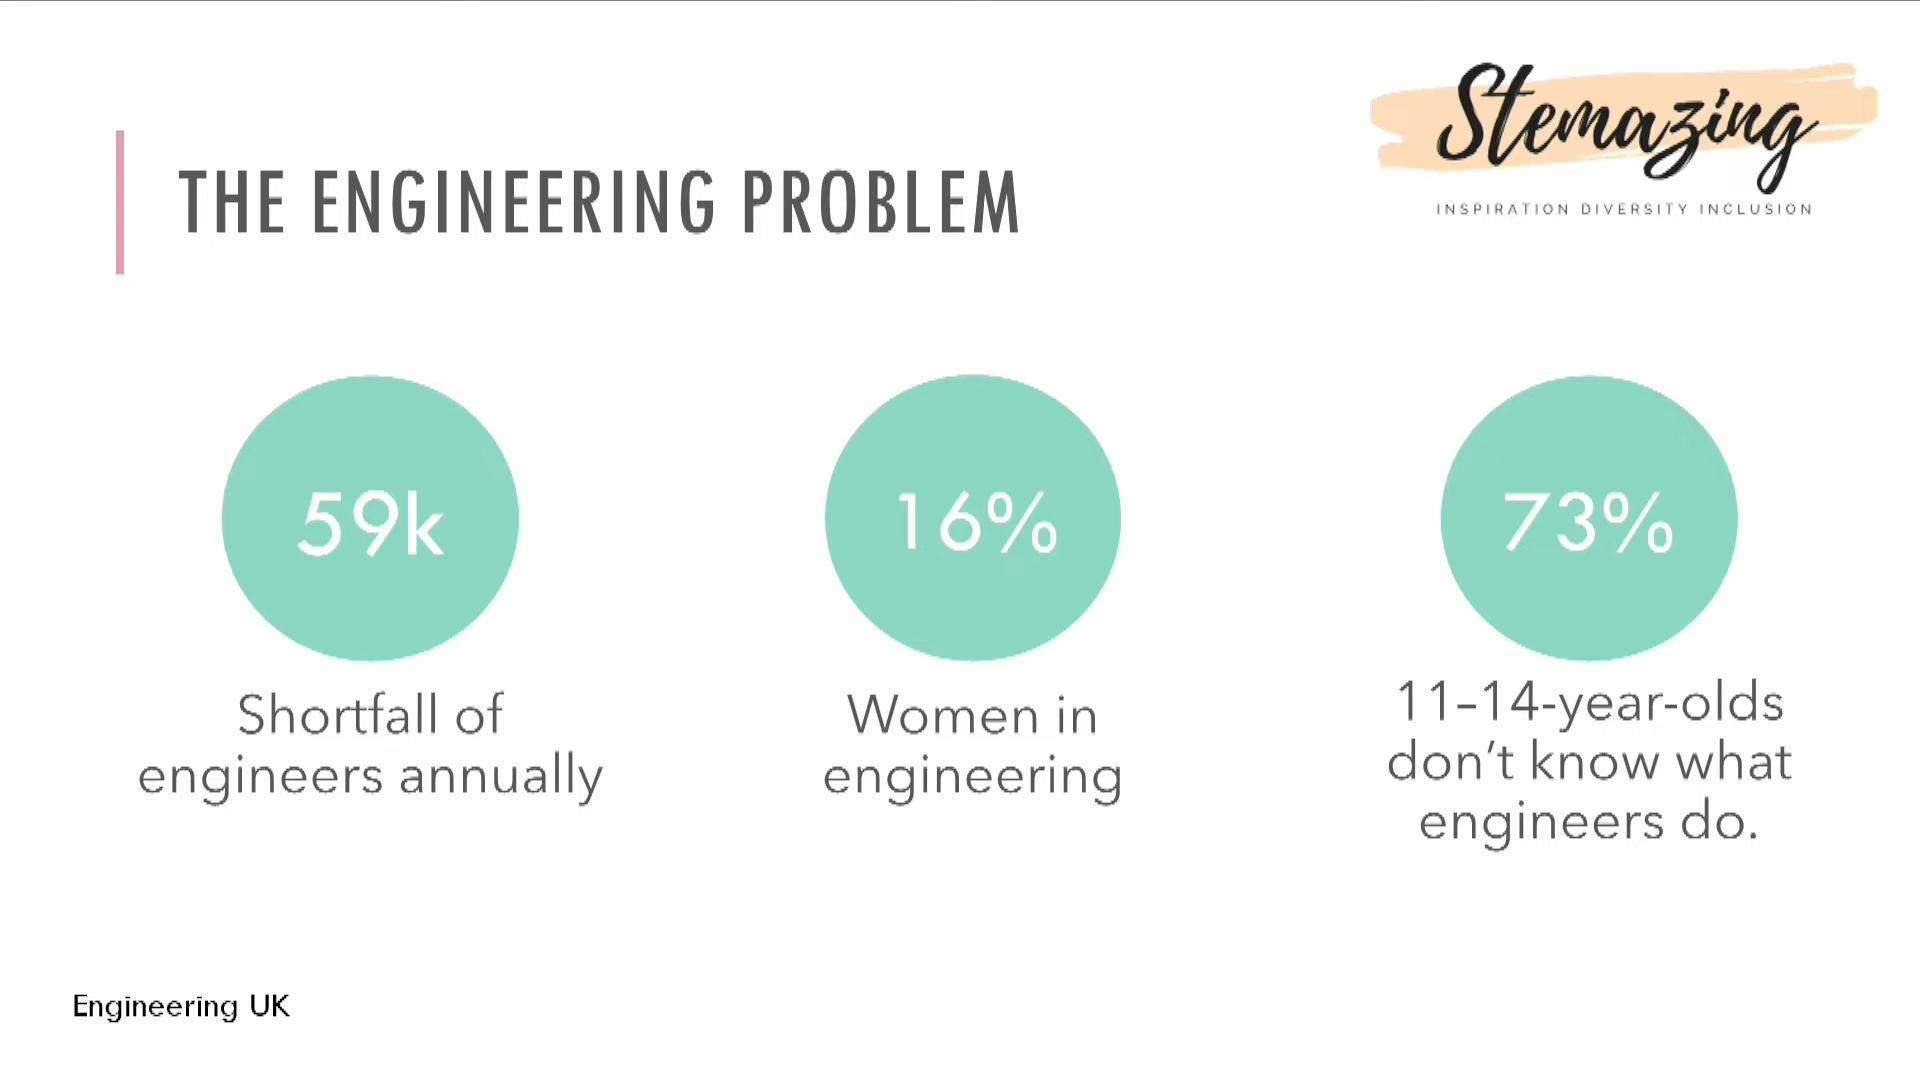 Stemazing
INSPIRATION DIVERSITY INCLUSION
THE ENGINEERING PROBLEM
59k
Shortfall of
engineers annually
16%
Women in
engineering
73%
11–14-year-olds
don’t know what
engineers do.
Engineering UK